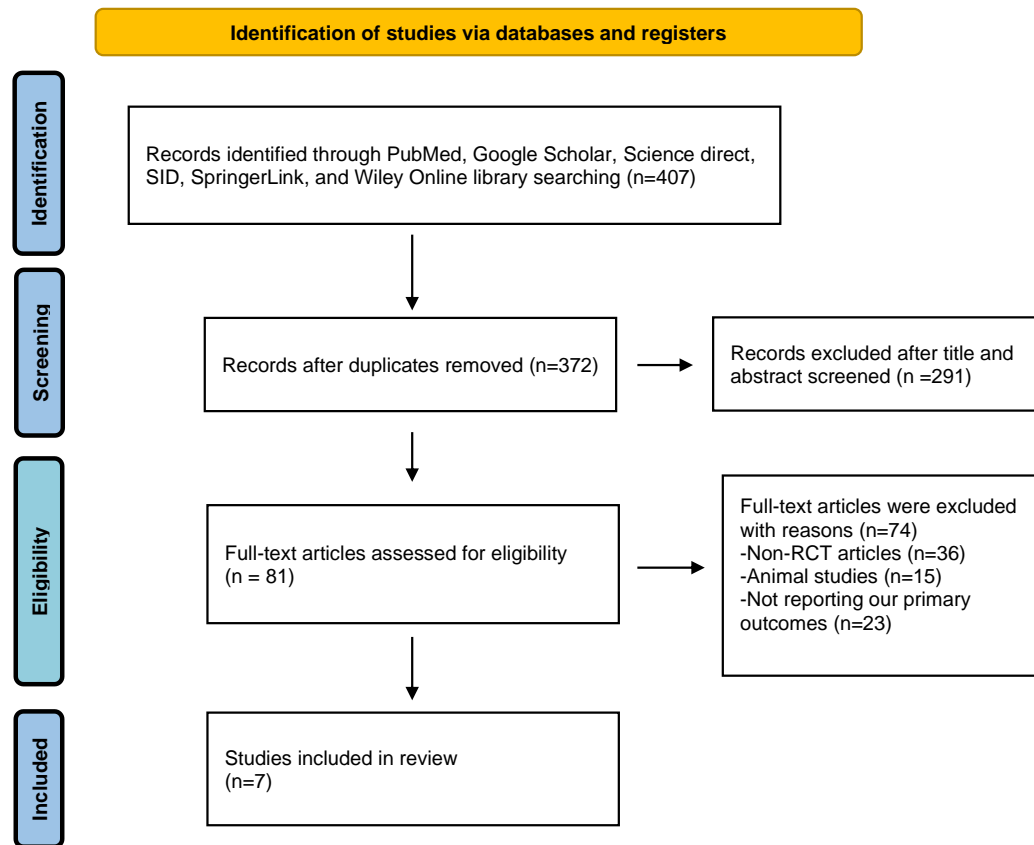 Identification of studies via databases and registers
Identification
Records identified through PubMed, Google Scholar, Science direct,
SID, SpringerLink, and Wiley Online library searching (n=407)
Screening
Records after duplicates removed (n=372)
Records excluded after title and
abstract screened (n =291)
Eligibility
Full-text articles assessed for eligibility
(n = 81)
Full-text articles were excluded
with reasons (n=74)
-Non-RCT articles (n=36)
-Animal studies (n=15)
-Not reporting our primary
outcomes (n=23)
Included
Studies included in review
(n=7)